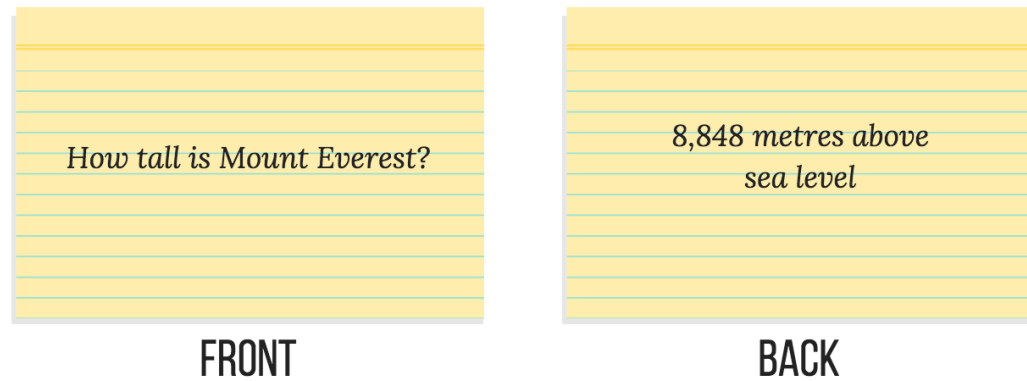 How tall is Mount Everest?
FRONT
8,848 metres above
sea level
BACK